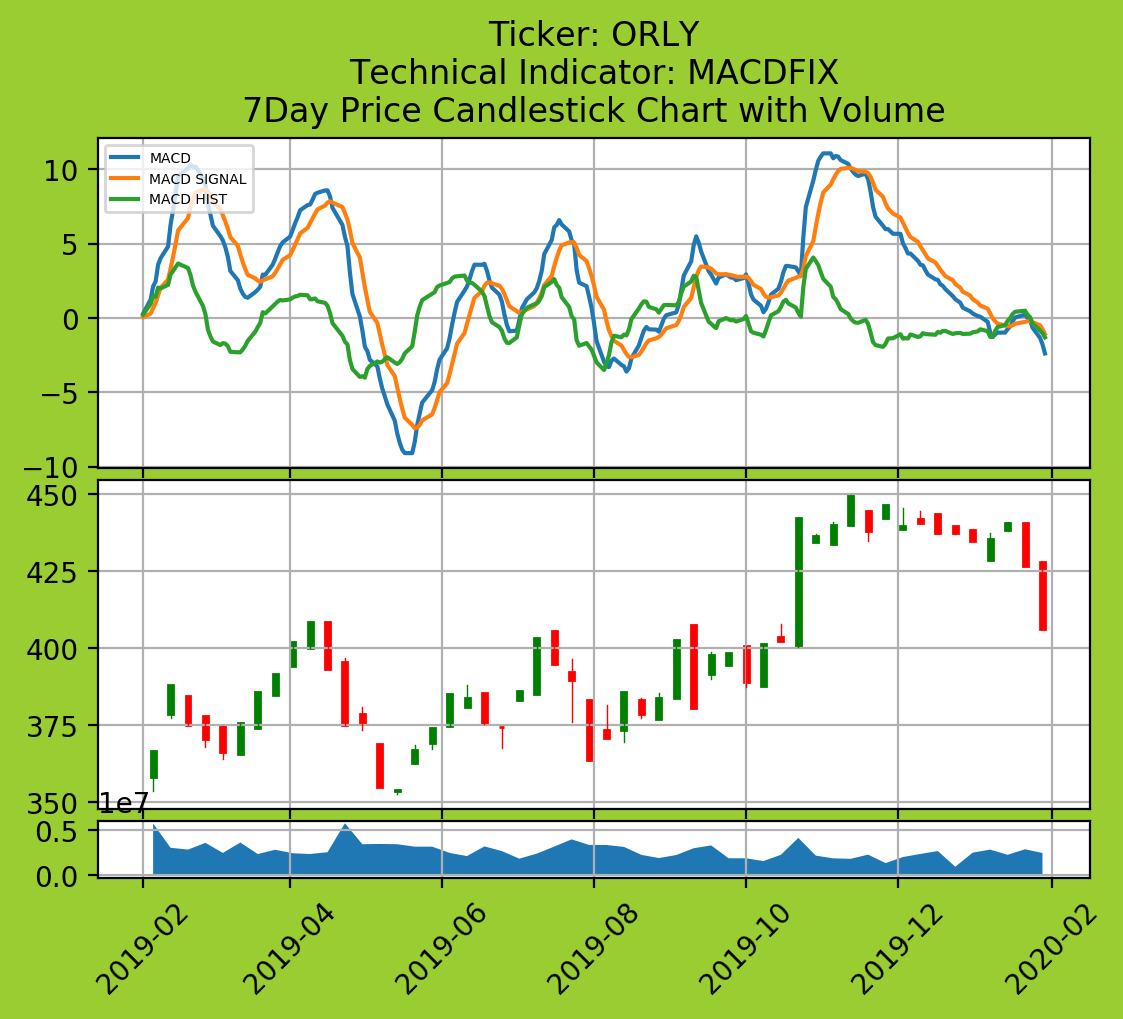 Ticker: ORLY
Technical Indicator: MACDFIX
7Day Price Candlestick Chart with Volume
MACD
MACD SIGNAL
MACD HIST
10
5
0
−5
−10
450
425
400
375
350
1e7
0.5
0.0
2019-02
2019-04
2019-06
2019-08
2019-10
2019-12
2020-02